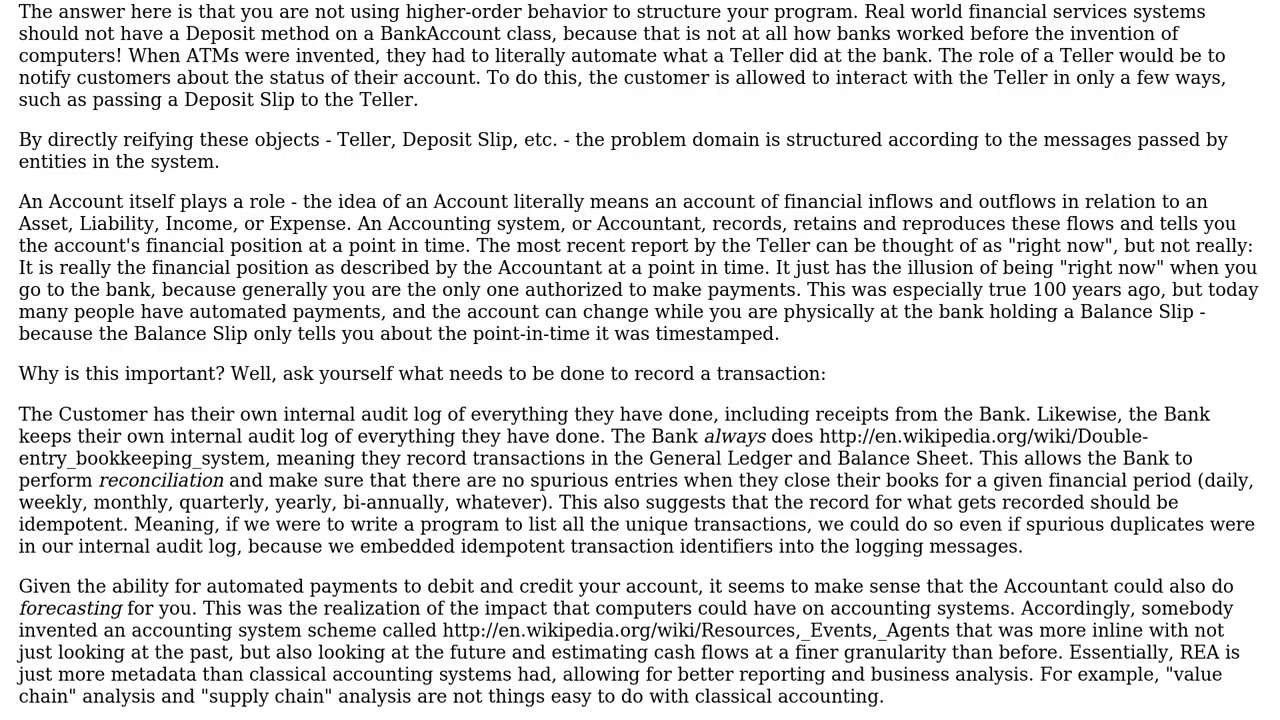 The answer here is that you are not using higher-order behavior to structure your program. Real world financial services systems
should not have a Deposit method on a BankAccount class, because that is not at all how banks worked before the invention of
computers! When ATMs were invented, they had to literally automate what a Teller did at the bank. The role of a Teller would be to
notify customers about the status of their account. To do this, the customer is allowed to interact with the Teller in only a few ways,
such as passing a Deposit Slip to the Teller.
By directly reifying these objects - Teller, Deposit Slip, etc. - the problem domain is structured according to the messages passed by
entities in the system.
An Account itself plays a role - the idea of an Account literally means an account of financial inflows and outflows in relation to an
Asset, Liability, Income, or Expense. An Accounting system, or Accountant, records, retains and reproduces these flows and tells you
the account's financial position at a point in time. The most recent report by the Teller can be thought of as "right now", but not really:
It is really the financial position as described by the Accountant at a point in time. It just has the illusion of being "right now" when you
go to the bank, because generally you are the only one authorized to make payments. This was especially true 100 years ago, but today
many people have automated payments, and the account can change while you are physically at the bank holding a Balance Slip -
because the Balance Slip only tells you about the point-in-time it was timestamped.
Why is this important? Well, ask yourself what needs to be done to record a transaction:
The Customer has their own internal audit log of everything they have done, including receipts from the Bank. Likewise, the Bank
keeps their own internal audit log of everything they have done. The Bank always does http://en.wikipedia.org/wiki/Double-
entry_bookkeeping_system, meaning they record transactions in the General Ledger and Balance Sheet. This allows the Bank to
perform reconciliation and make sure that there are no spurious entries when they close their books for a given financial period (daily,
weekly, monthly, quarterly, yearly, bi-annually, whatever). This also suggests that the record for what gets recorded should be
idempotent. Meaning, if we were to write a program to list all the unique transactions, we could do so even if spurious duplicates were
in our internal audit log, because we embedded idempotent transaction identifiers into the logging messages.
Given the ability for automated payments to debit and credit your account, it seems to make sense that the Accountant could also do
forecasting for you. This was the realization of the impact that computers could have on accounting systems. Accordingly, somebody
invented an accounting system scheme called http://en.wikipedia.org/wiki/Resources,_Events,_Agents that was more inline with not
just looking at the past, but also looking at the future and estimating cash flows at a finer granularity than before. Essentially, REA is
just more metadata than classical accounting systems had, allowing for better reporting and business analysis. For example, "value
chain" analysis and "supply chain" analysis are not things easy to do with classical accounting.